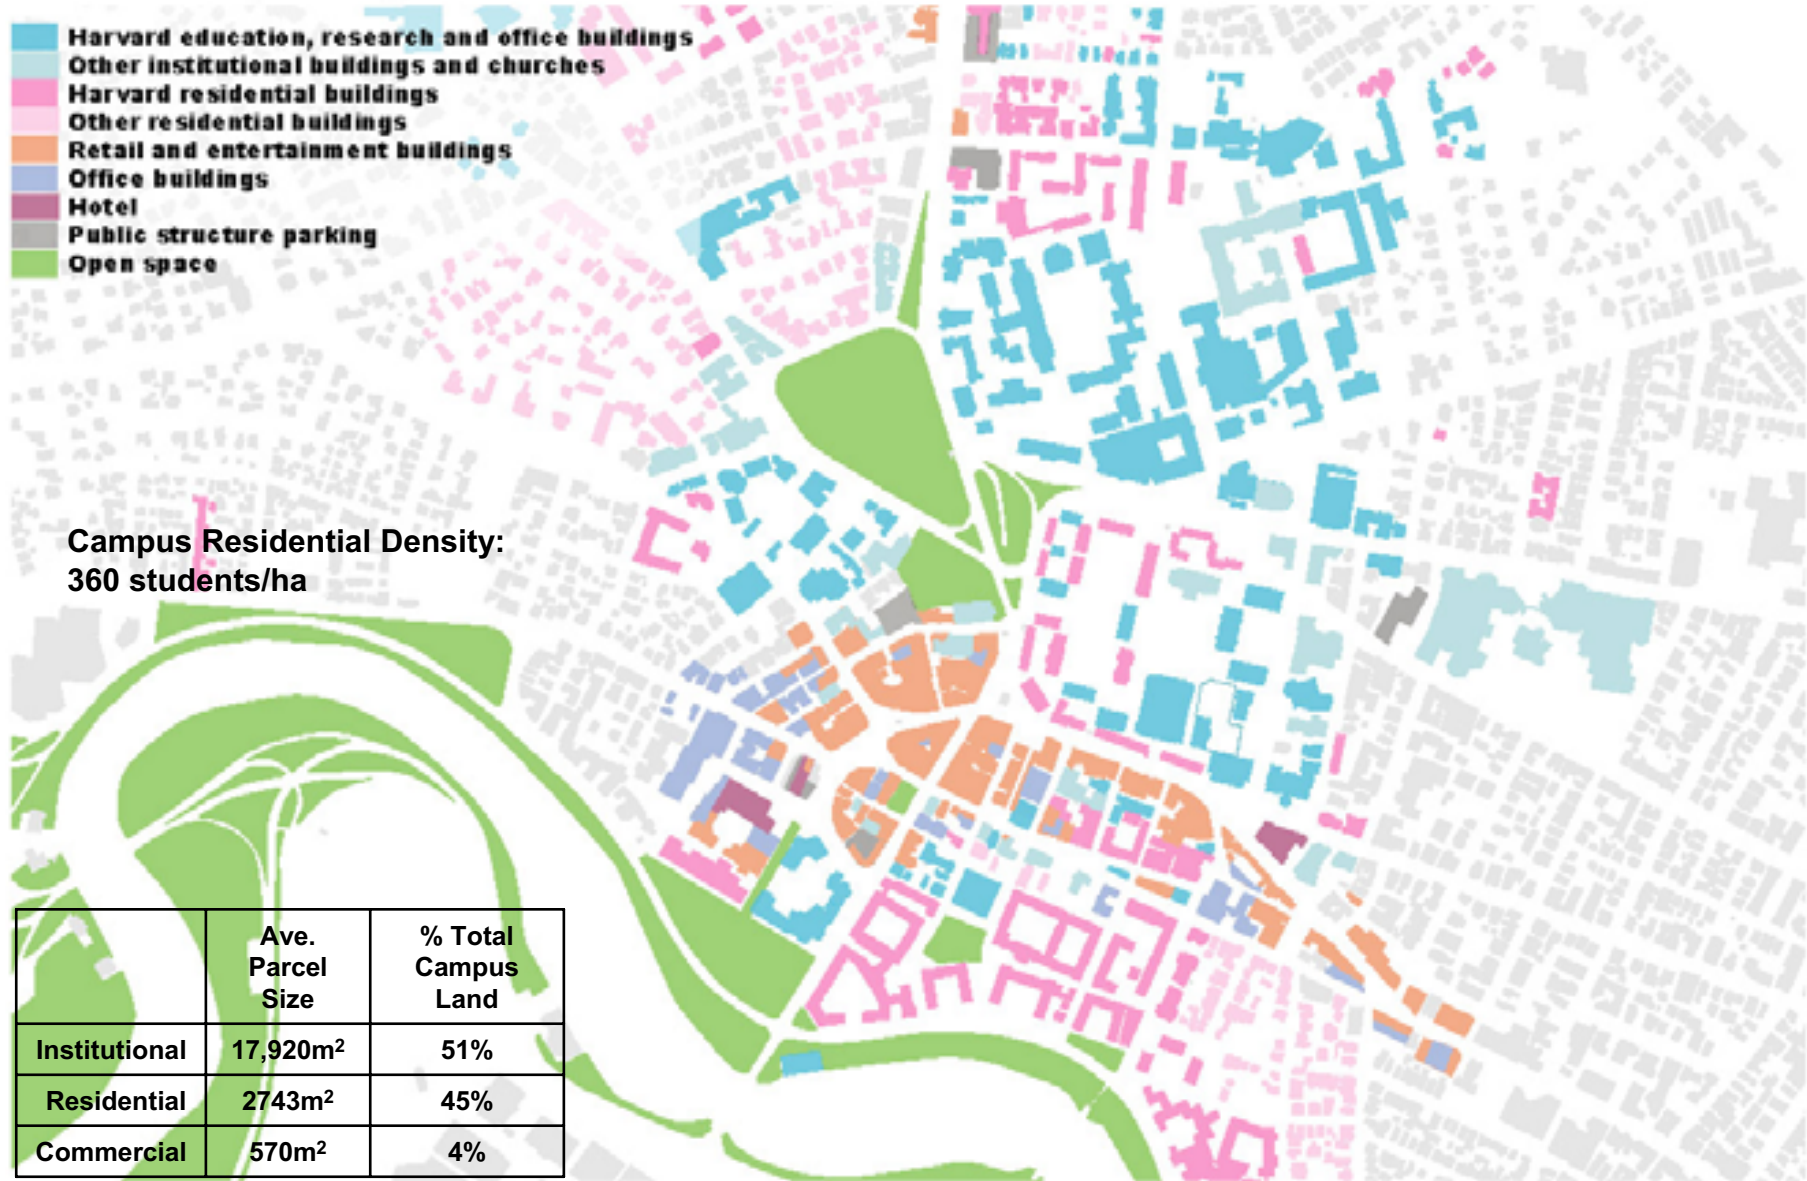 Harvard education, research and office buildings
Other institutional buildings and churches
Harvard residential buildings
Other residential buildings
Retail and entertainment buildings
Office buildings
Hotel
Public structure parking
Open space
Campus Residential Density:
360 students/ha
Ave. Parcel Size % Total Campus Land
Institutional 17,920m² 51%
Residential 2743m² 45%
Commercial 570m² 4%